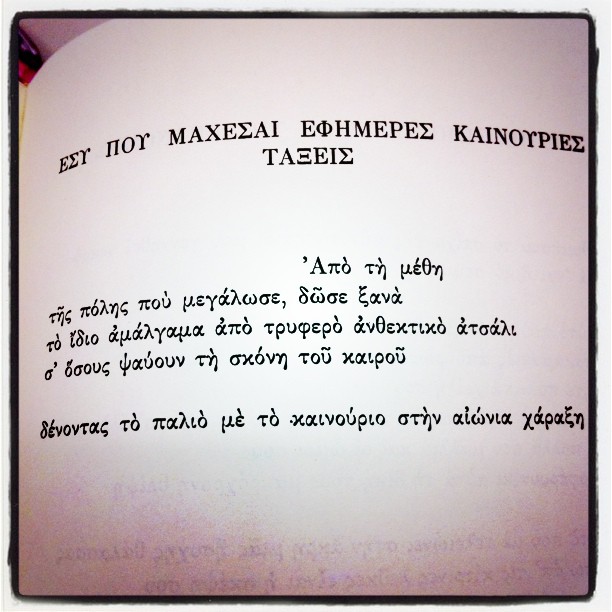 ΕΣΥ ΠΟΥ ΜΑΧΕΣΑΙ ΕΦΗΜΕΡΕΣ ΚΑΙΝΟΥΡΙΕΣ
ΤΑΞΕΙΣ
Ἀπὸ τὴ μέθη
τῆς πόλης ποὺ μεγάλωσε, δῶσε ξανὰ
τὸ ἴδιο ἀμάλγαμα ἀπὸ τρυφερὸ ἀνθεκτικὸ ἀτσάλι
σ’ ὅσους ψαύουν τὴ σκόνη τοῦ καιροῦ
δένοντας τὸ παλιὸ μὲ τὸ καινούριο στὴν αἰώνια χάραξη